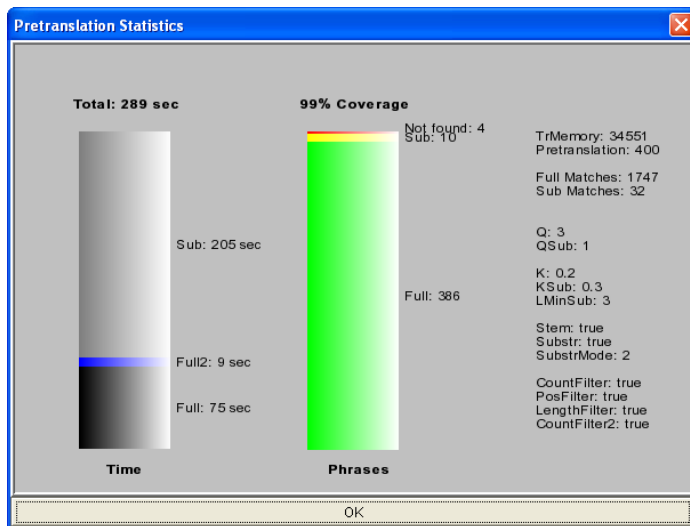 Pretranslation Statistics
Total: 289 sec
99% Coverage
Not found: 4
Sub: 10
Sub: 205 sec
Full: 386
Full2: 9 sec
Full: 75 sec
Time
Phrases
TrMemory: 34551
Pretranslation: 400
Full Matches: 1747
Sub Matches: 32
Q: 3
QSub: 1
K: 0.2
KSub: 0.3
LMinSub: 3
Stem: true
Substr: true
SubstrMode: 2
CountFilter: true
PosFilter: true
LengthFilter: true
CountFilter2: true
OK